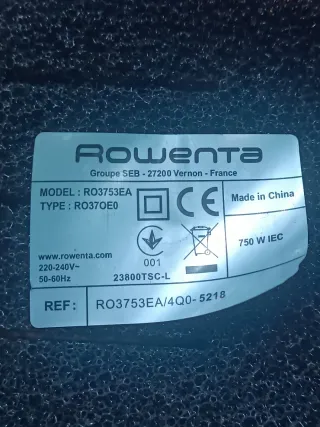 Rowenta
Groupe SEB - 27200 Vernon - France
MODEL : RO3753EA
TYPE : RO37OE0
CE
Made in China
www.rowenta.com
220-240V~
50-60Hz
001
23800TSC-L
750 W IEC
REF: RO3753EA/4Q0-5218